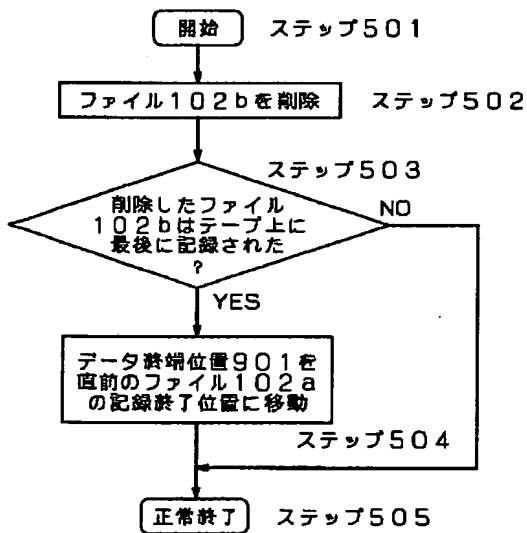 開始　ステップ501
ファイル102bを削除　ステップ502
ステップ503
削除したファイル
102bはテープ上に
最後に記録された
?
NO
YES
データ終端位置901を
直前のファイル102a
の記録終了位置に移動
ステップ504
正常終了　ステップ505